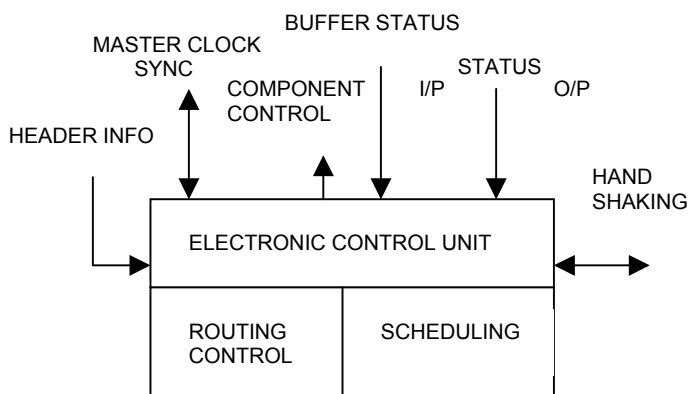 BUFFER STATUS
MASTER CLOCK
SYNC
STATUS
COMPONENT
CONTROL
I/P
O/P
HEADER INFO
HAND
SHAKING
ELECTRONIC CONTROL UNIT
ROUTING
CONTROL
SCHEDULING